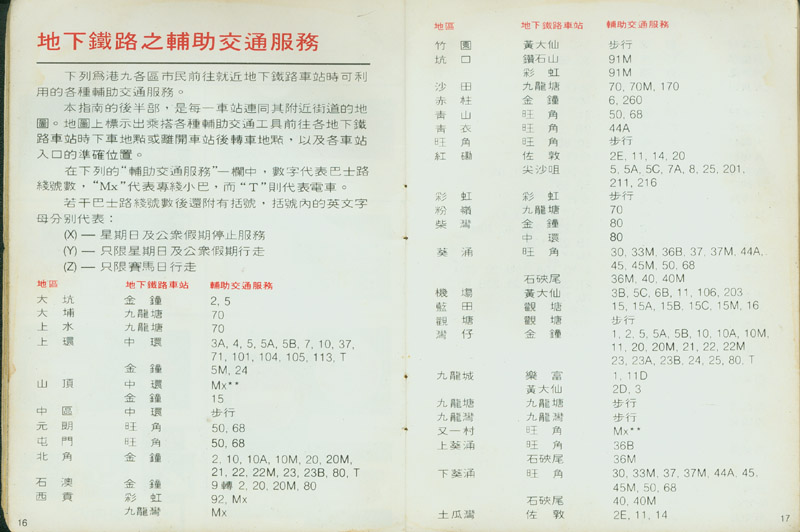 地下鐵路之輔助交通服務
下列為港九各區市民前往就近地下鐵路車站時可利
用的各種輔助交通服務。
本指南的後半部，是每一車站連同其附近街道的地
圖。地圖上標示出乘搭各種輔助交通工具前往各地下鐵
路車站時下車地點或離開車站後轉車地點，以及各車站
入口的準確位置。
在下列的“輔助交通服務”一欄中，數字代表巴士路
綫號數，“Mx”代表專綫小巴，而“T”則代表電車。
若干巴士路綫號數後還附有括號，括號內的英文字
母分別代表：
(X) — 星期日及公衆假期停止服務
(Y) — 只限星期日及公衆假期行走
(Z) — 只限賽馬日行走
地區 地下鐵路車站 輔助交通服務
大坑 金鐘 2, 5
大埔 九龍塘 70
上水 九龍塘 70
上環 中環 3A, 4, 5, 5A, 5B, 7, 10, 37,
71, 101, 104, 105, 113, T
金鐘 5M, 24
山頂 中環 Mx**
金鐘 15
中區 中環 步行
元朗 旺角 50, 68
屯門 旺角 50, 68
北角 金鐘 2, 10, 10A, 10M, 20, 20M,
21, 22, 22M, 23, 23B, 80, T
石澳 金鐘 9轉2, 20, 20M, 80
西貢 彩虹 92, Mx
九龍灣 Mx
16
地區 地下鐵路車站 輔助交通服務
竹園 黃大仙 步行
坑口 鑽石山 91M
彩虹 91M
沙田 九龍塘 70, 70M, 170
赤柱 金鐘 6, 260
青山 旺角 50, 68
青衣 旺角 44A
旺角 旺角 步行
紅磡 佐敦 2E, 11, 14, 20
尖沙咀 5, 5A, 5C, 7A, 8, 25, 201,
211, 216
彩虹 彩虹 步行
粉嶺 九龍塘 70
柴灣 金鐘 80
中環 80
葵涌 旺角 30, 33M, 36B, 37, 37M, 44A,
45, 45M, 50, 68
石硤尾 36M, 40, 40M
機場 黃大仙 3B, 5C, 6B, 11, 106, 203
藍田 觀塘 15, 15A, 15B, 15C, 15M, 16
觀塘 觀塘 步行
灣仔 金鐘 1, 2, 5, 5A, 5B, 10, 10A, 10M,
11, 20, 20M, 21, 22, 22M
23, 23A, 23B, 24, 25, 80, T
九龍城 樂富 1, 11D
黃大仙 2D, 3
九龍塘 九龍塘 步行
九龍灣 九龍灣 步行
又一村 旺角 Mx**
上葵涌 旺角 36B
石硤尾 36M
下葵涌 旺角 30, 33M, 37, 37M, 44A, 45,
45M, 50, 68
石硤尾 40, 40M
土瓜灣 佐敦 2E, 11, 14
17